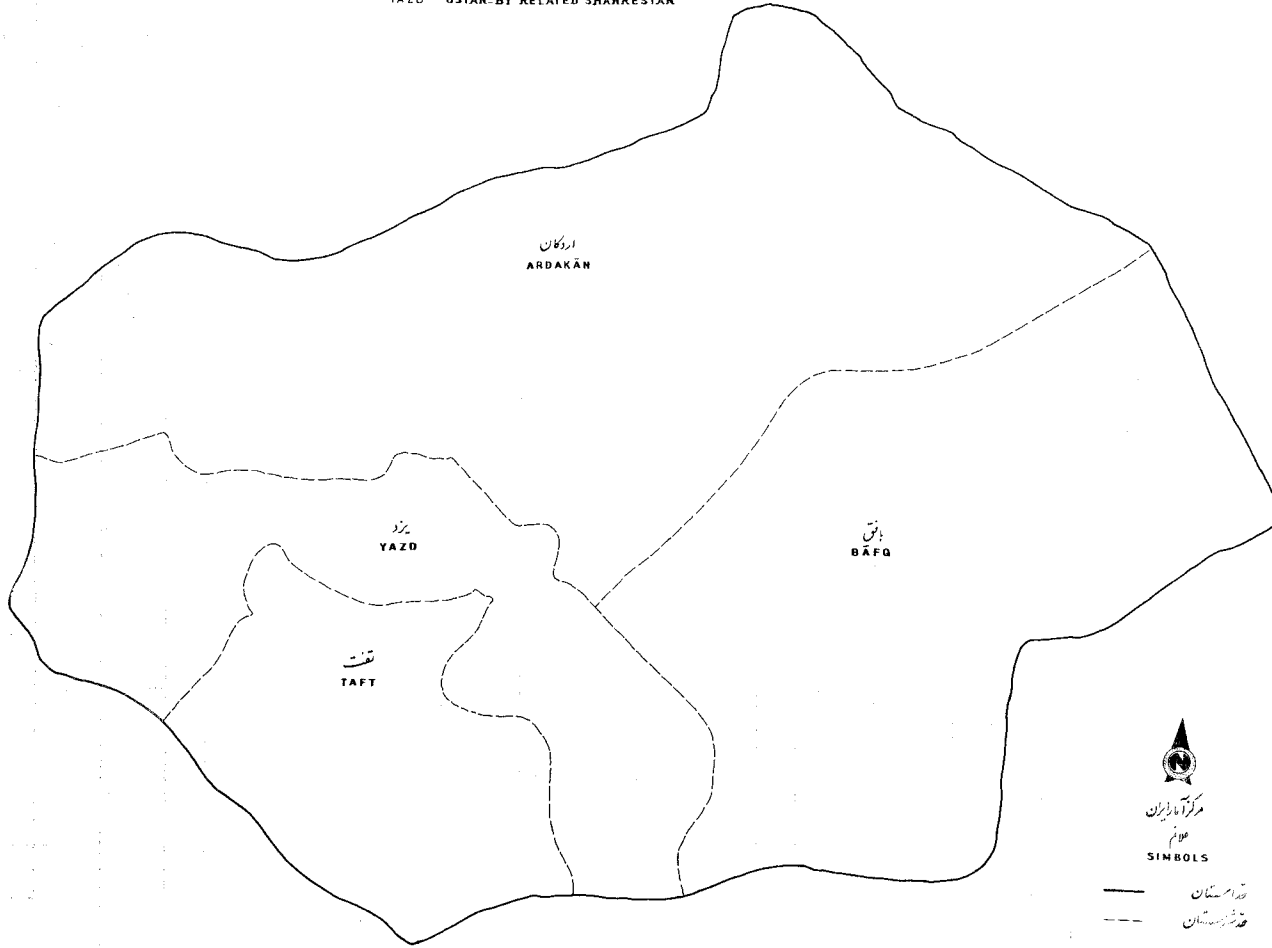 YAZD OSTAN-BY RELATED SHAHRESTAN
اردکان
ARDAKĀN
یزد
YAZD
بافق
BĀFQ
تفت
TAFT
N
مرکز آمار ایران
علائم
SIMBOLS
حد استان
حد شهرستان